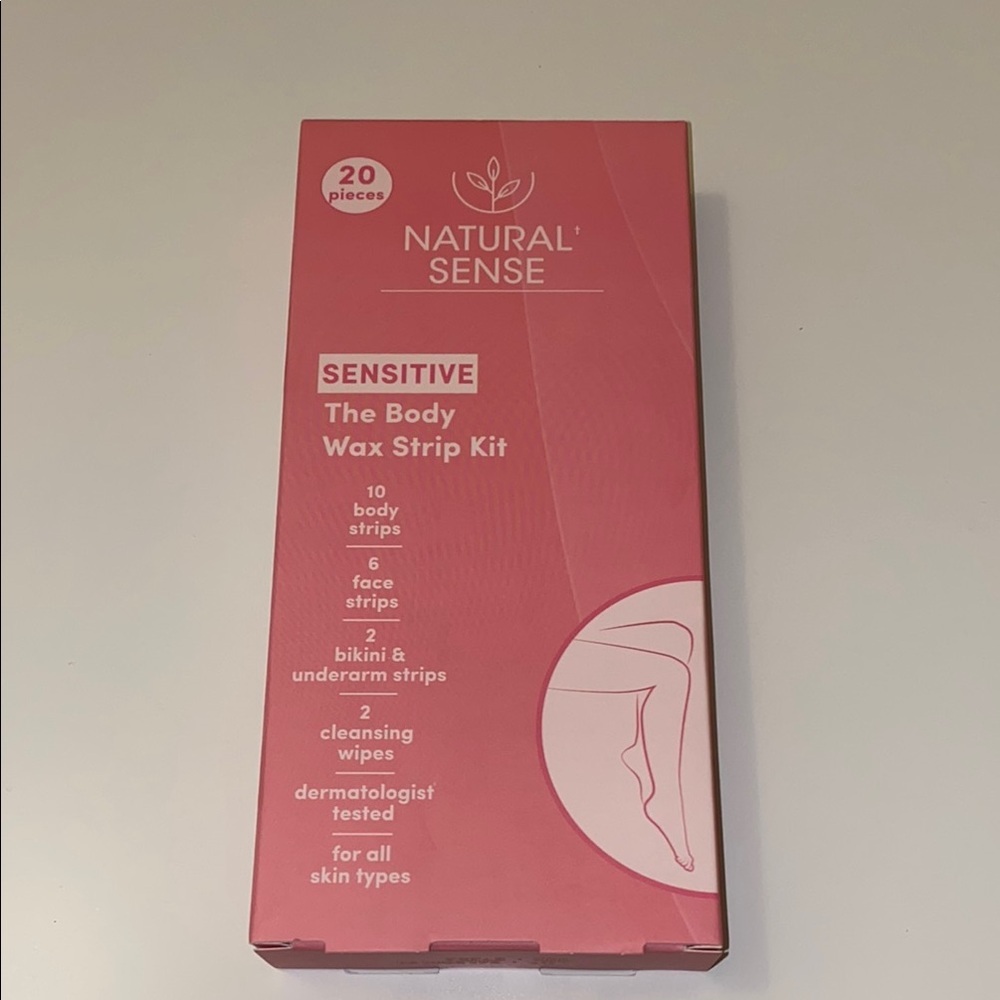 20
pieces
NATURAL†
SENSE
SENSITIVE
The Body
Wax Strip Kit
10
body
strips
6
face
strips
2
bikini &
underarm strips
2
cleansing
wipes
dermatologist
tested
for all
skin types